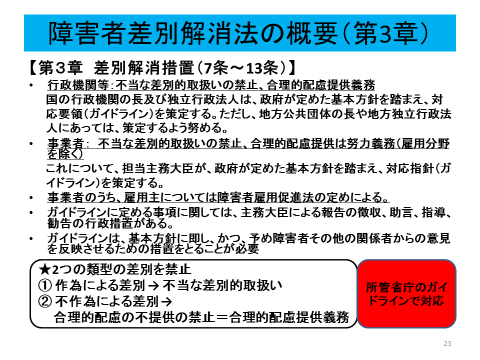 障害者差別解消法の概要（第3章）
【第３章　差別解消措置（7条～13条）】
• 行政機関等：不当な差別的取扱いの禁止、合理的配慮提供義務
国の行政機関の長及び独立行政法人は、政府が定めた基本方針を踏まえ、対
応要領（ガイドライン）を策定する。ただし、地方公共団体の長や地方独立行政法
人にあっては、策定するよう努める。
• 事業者：　不当な差別的取扱いの禁止、合理的配慮提供は努力義務（雇用分野
を除く）
これについて、担当主務大臣が、政府が定めた基本方針を踏まえ、対応指針（ガ
イドライン）を策定する。
• 事業者のうち、雇用主については障害者雇用促進法の定めによる。
• ガイドラインに定める事項に関しては、主務大臣による報告の徴収、助言、指導、
勧告の行政措置がある。
• ガイドラインは、基本方針に即し、かつ、予め障害者その他の関係者からの意見
を反映させるための措置をとることが必要
★2つの類型の差別を禁止
① 作為による差別 → 不当な差別的取扱い
② 不作為による差別→
合理的配慮の不提供の禁止＝合理的配慮提供義務
所管省庁のガイ
ドラインで対応
23